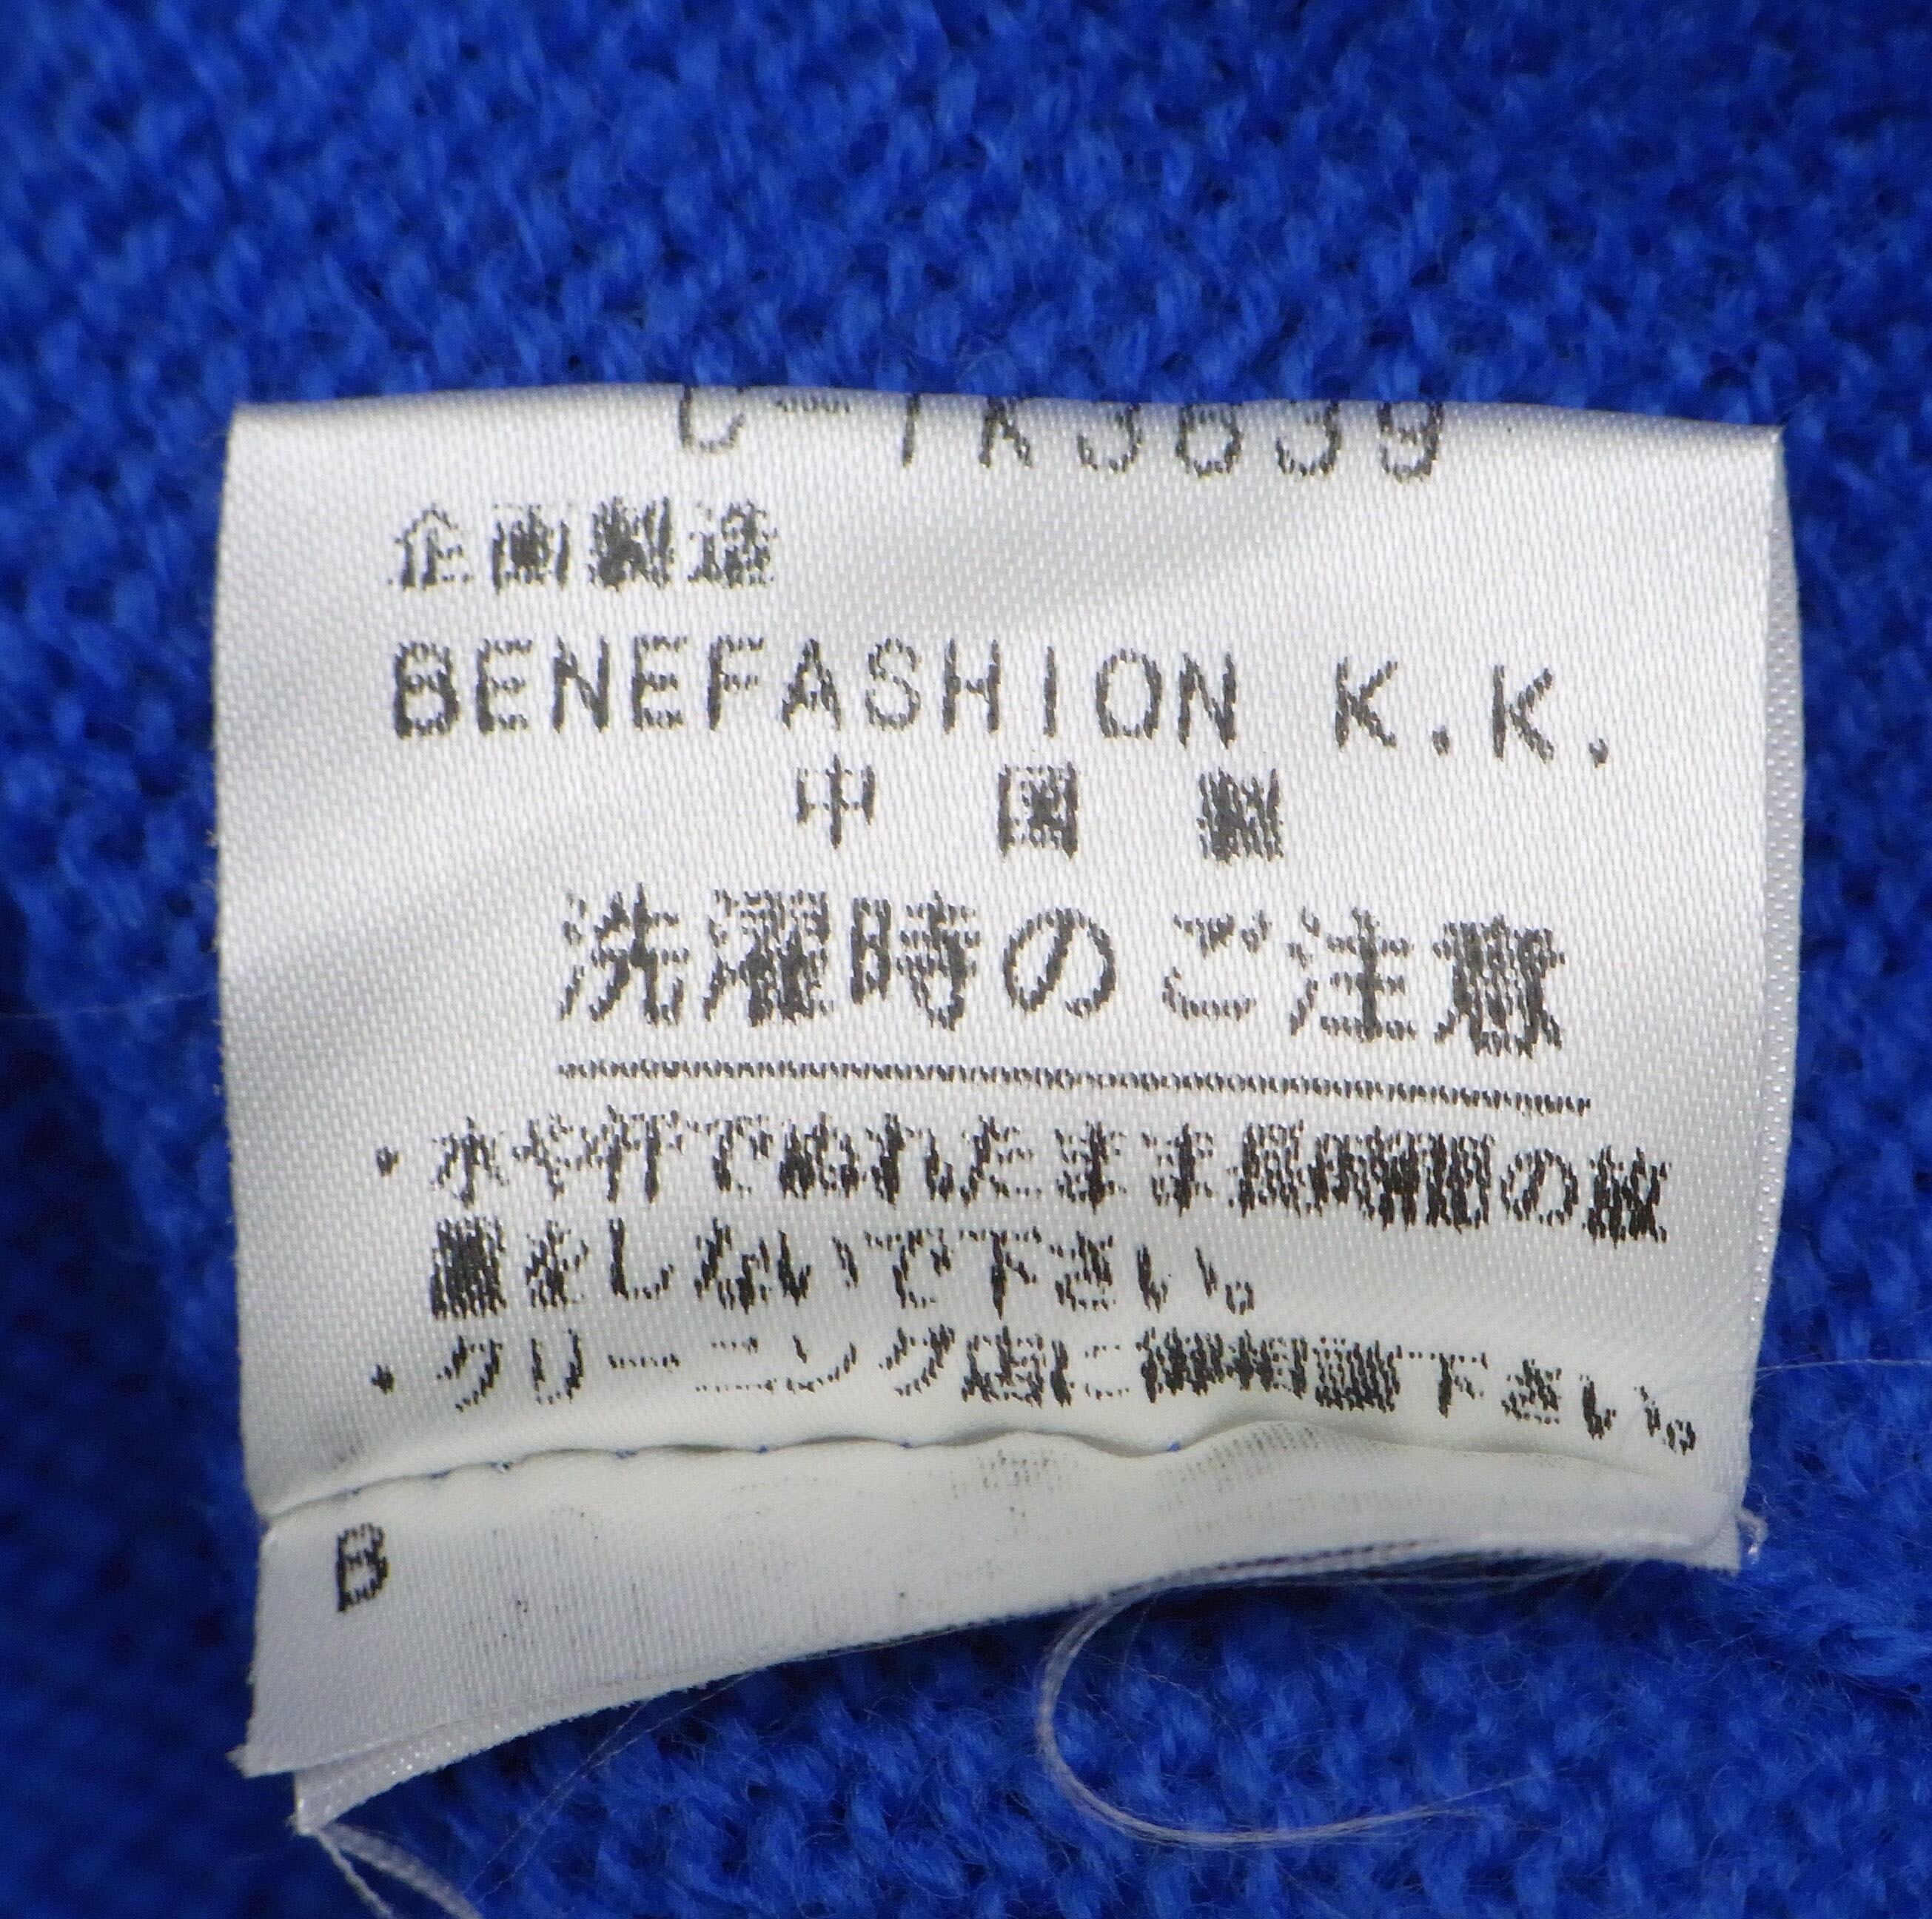 企画製造
BENEFASHION K.K.
中 国 製
洗濯時のご注意
・水や汗でぬれたまま長時間の放
置をしないで下さい。
・クリーニング店に御相談下さい。
B